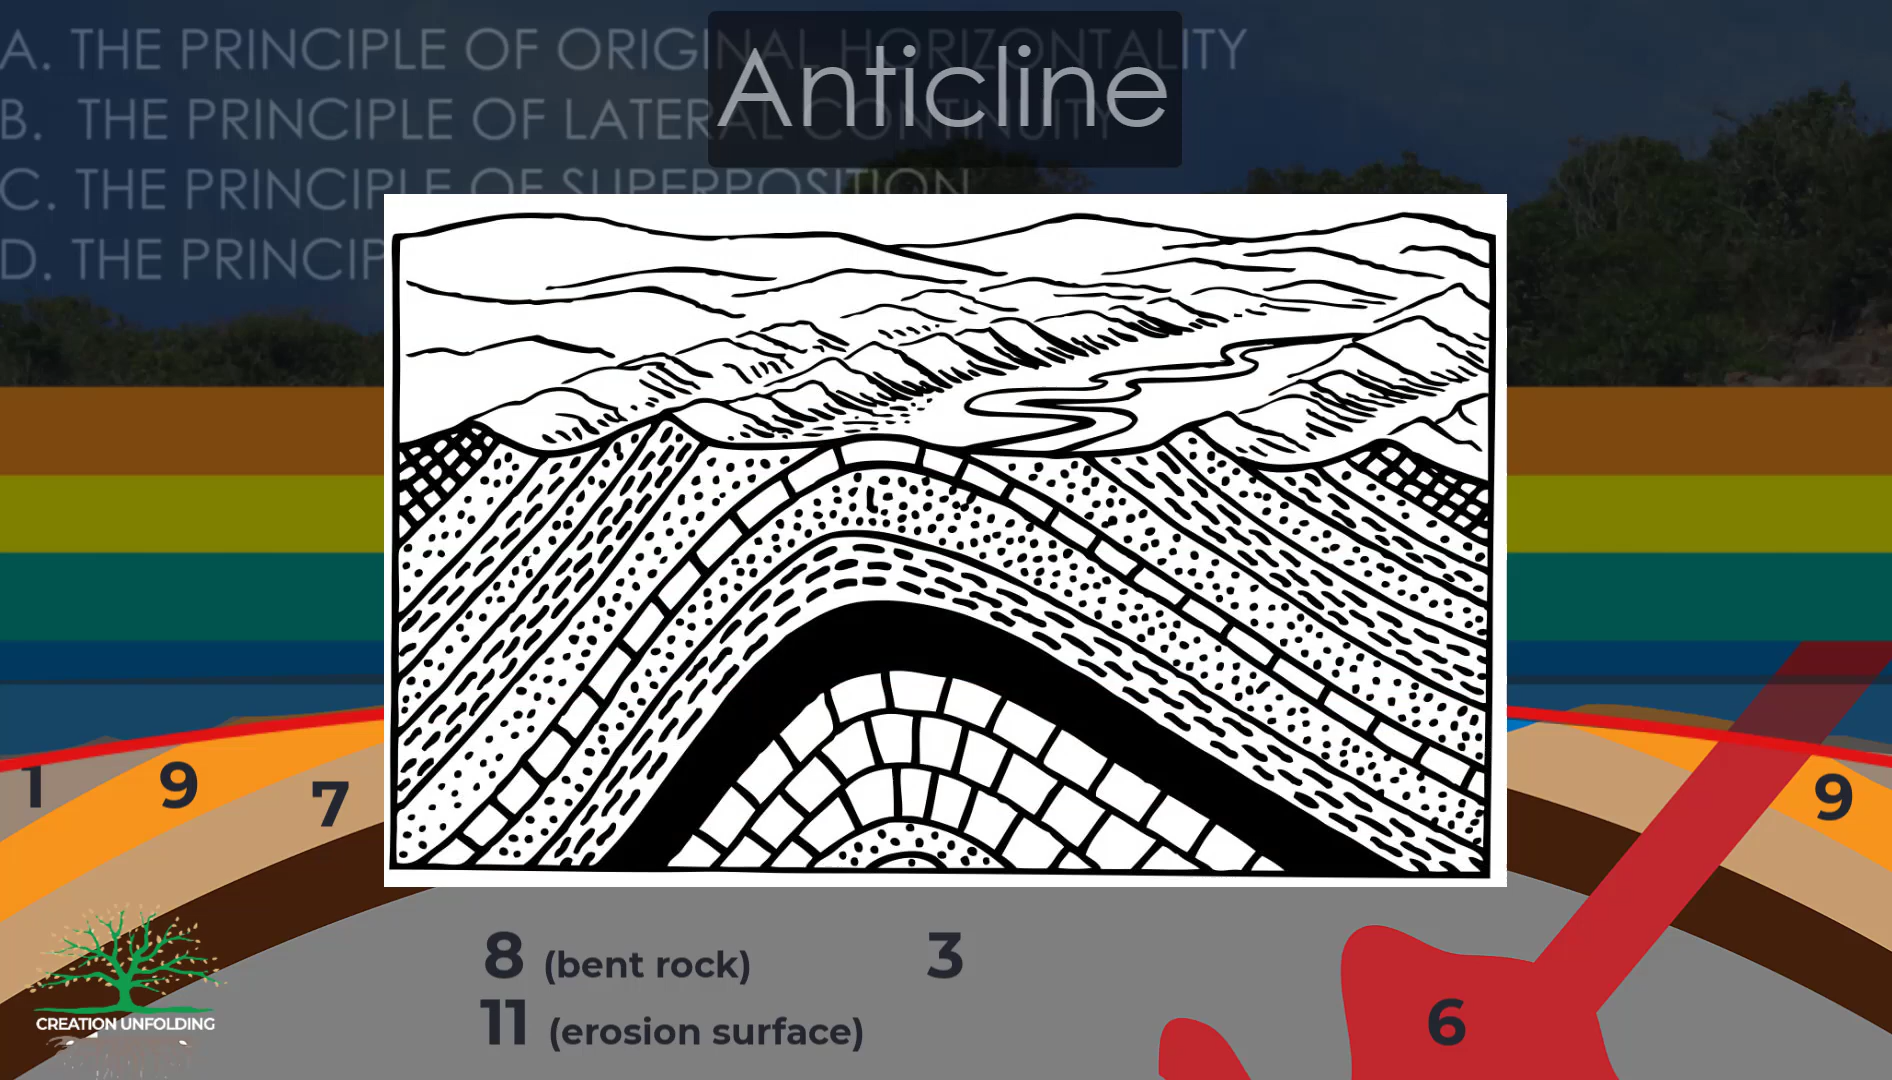 A. THE PRINCIPLE OF ORIGINAL HORIZONTALITY
Anticline
B. THE PRINCIPLE OF LATERAL CONTINUITY
C. THE PRINCIPLE OF SUPERPOSITION
D. THE PRINCIP
1
9
7
9
8 (bent rock)
3
11 (erosion surface)
6
CREATION UNFOLDING